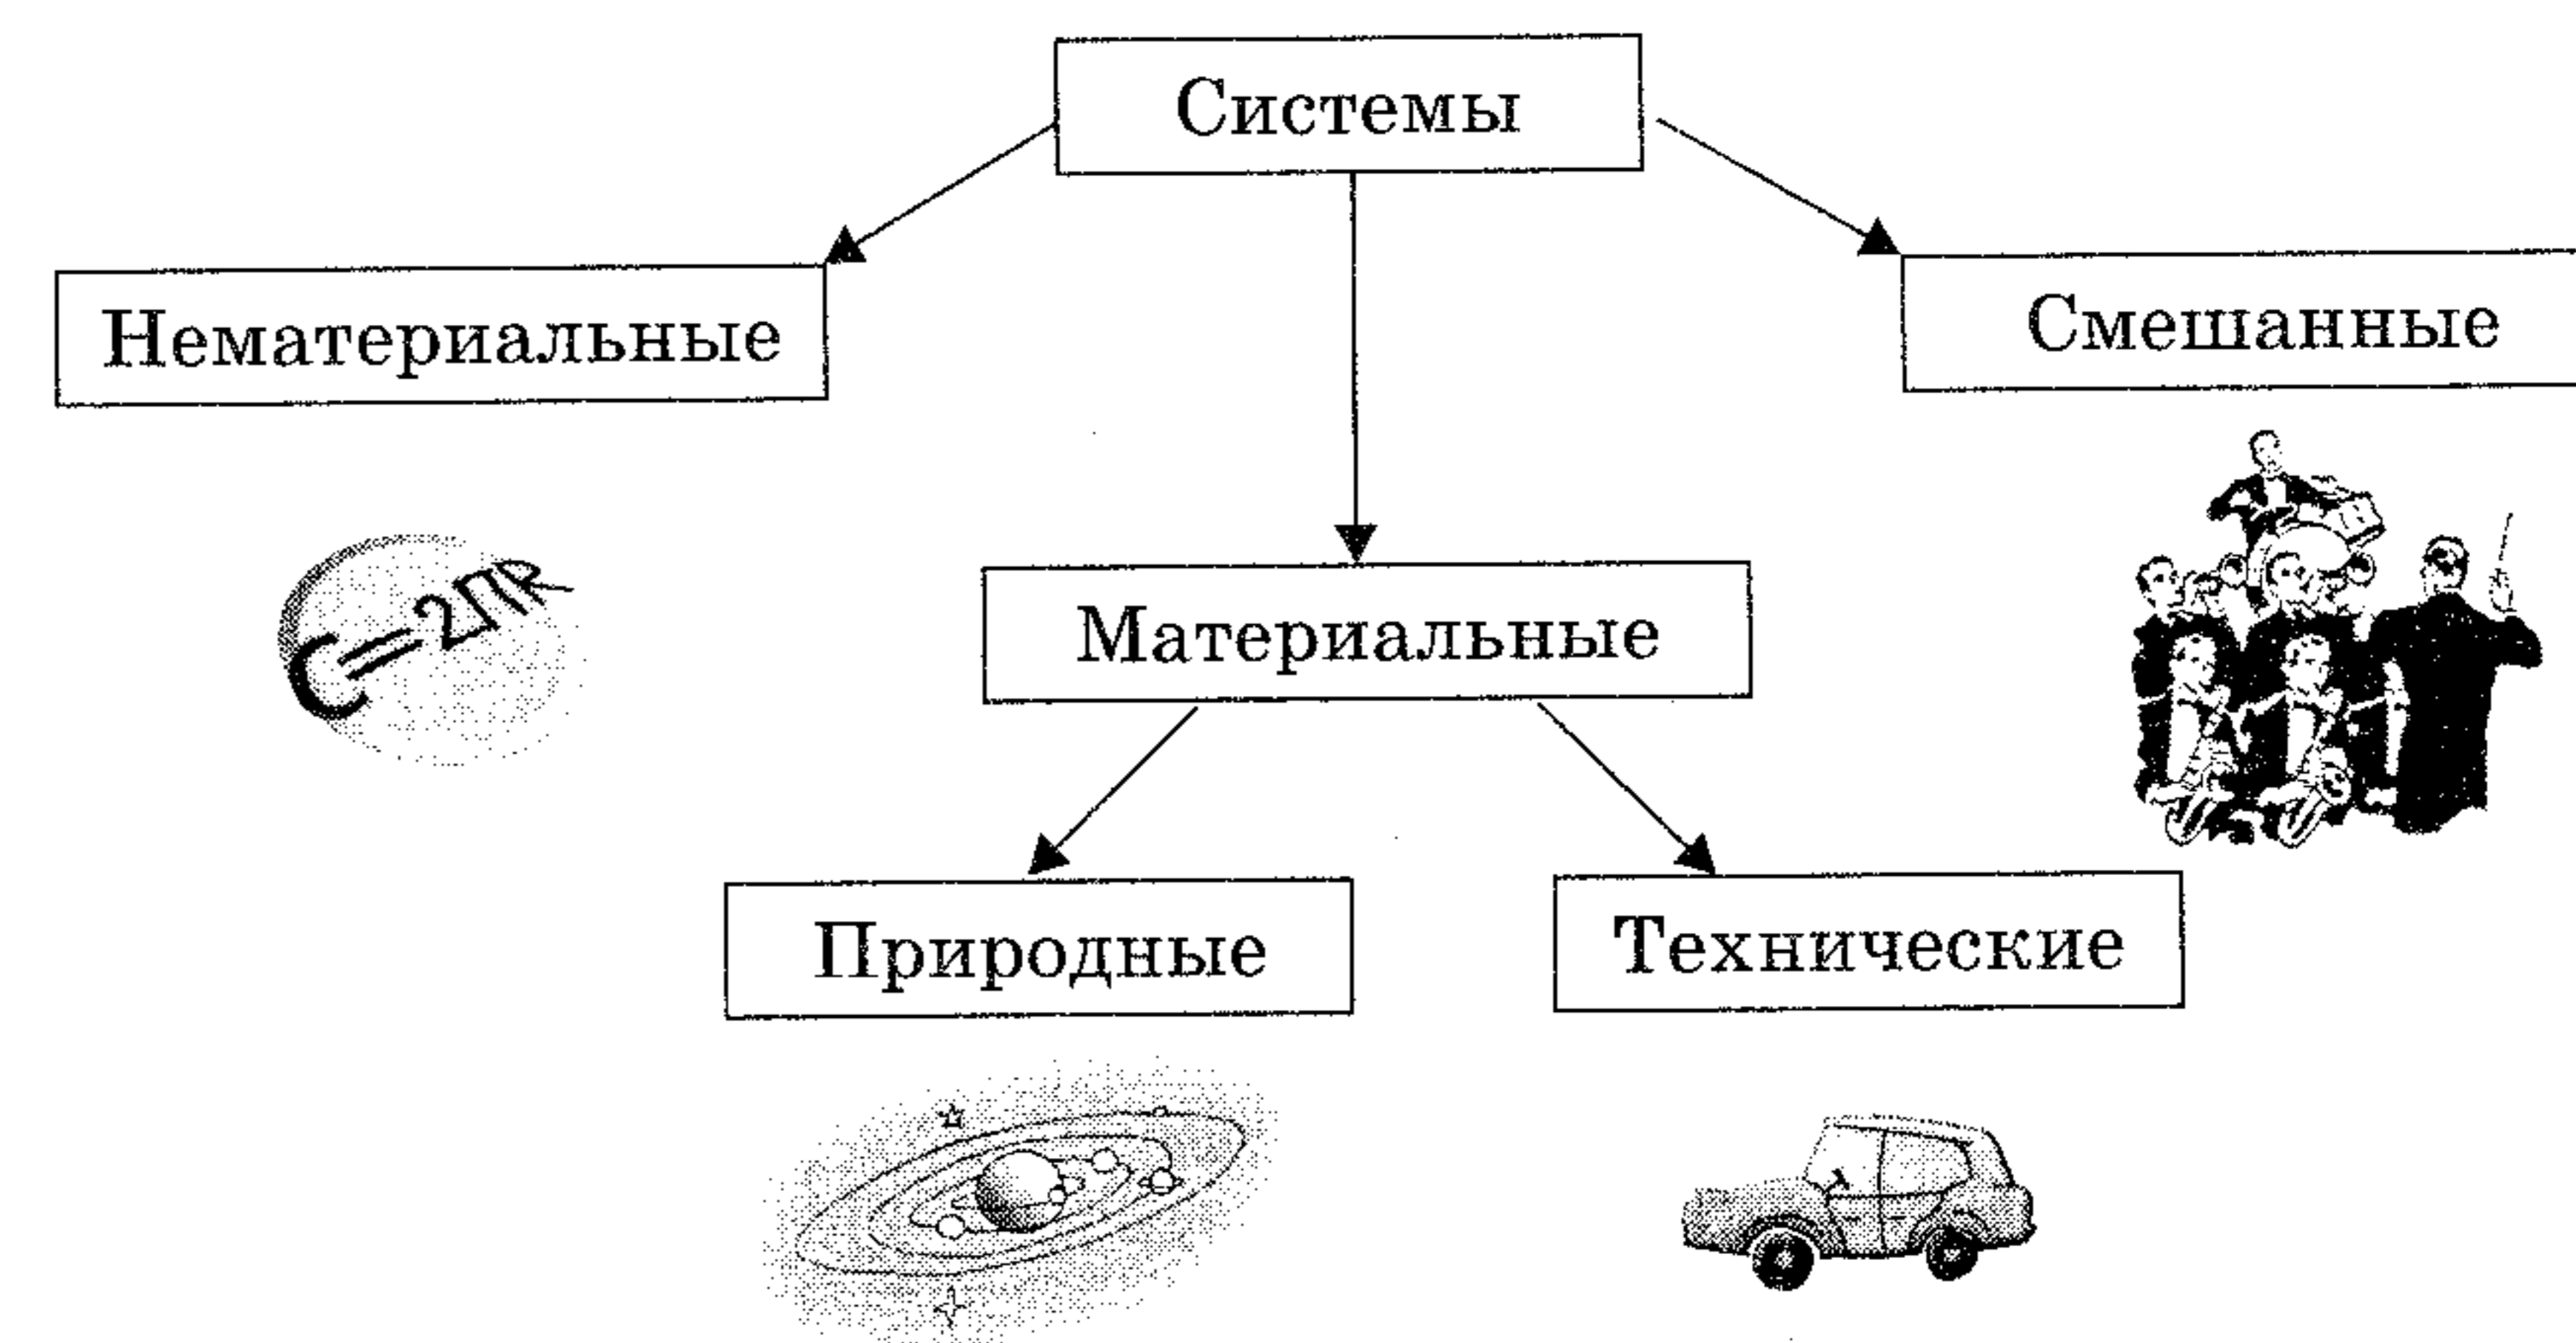 Системы
Нематериальные
Смешанные
C=2ПR
Материальные
Природные
Технические